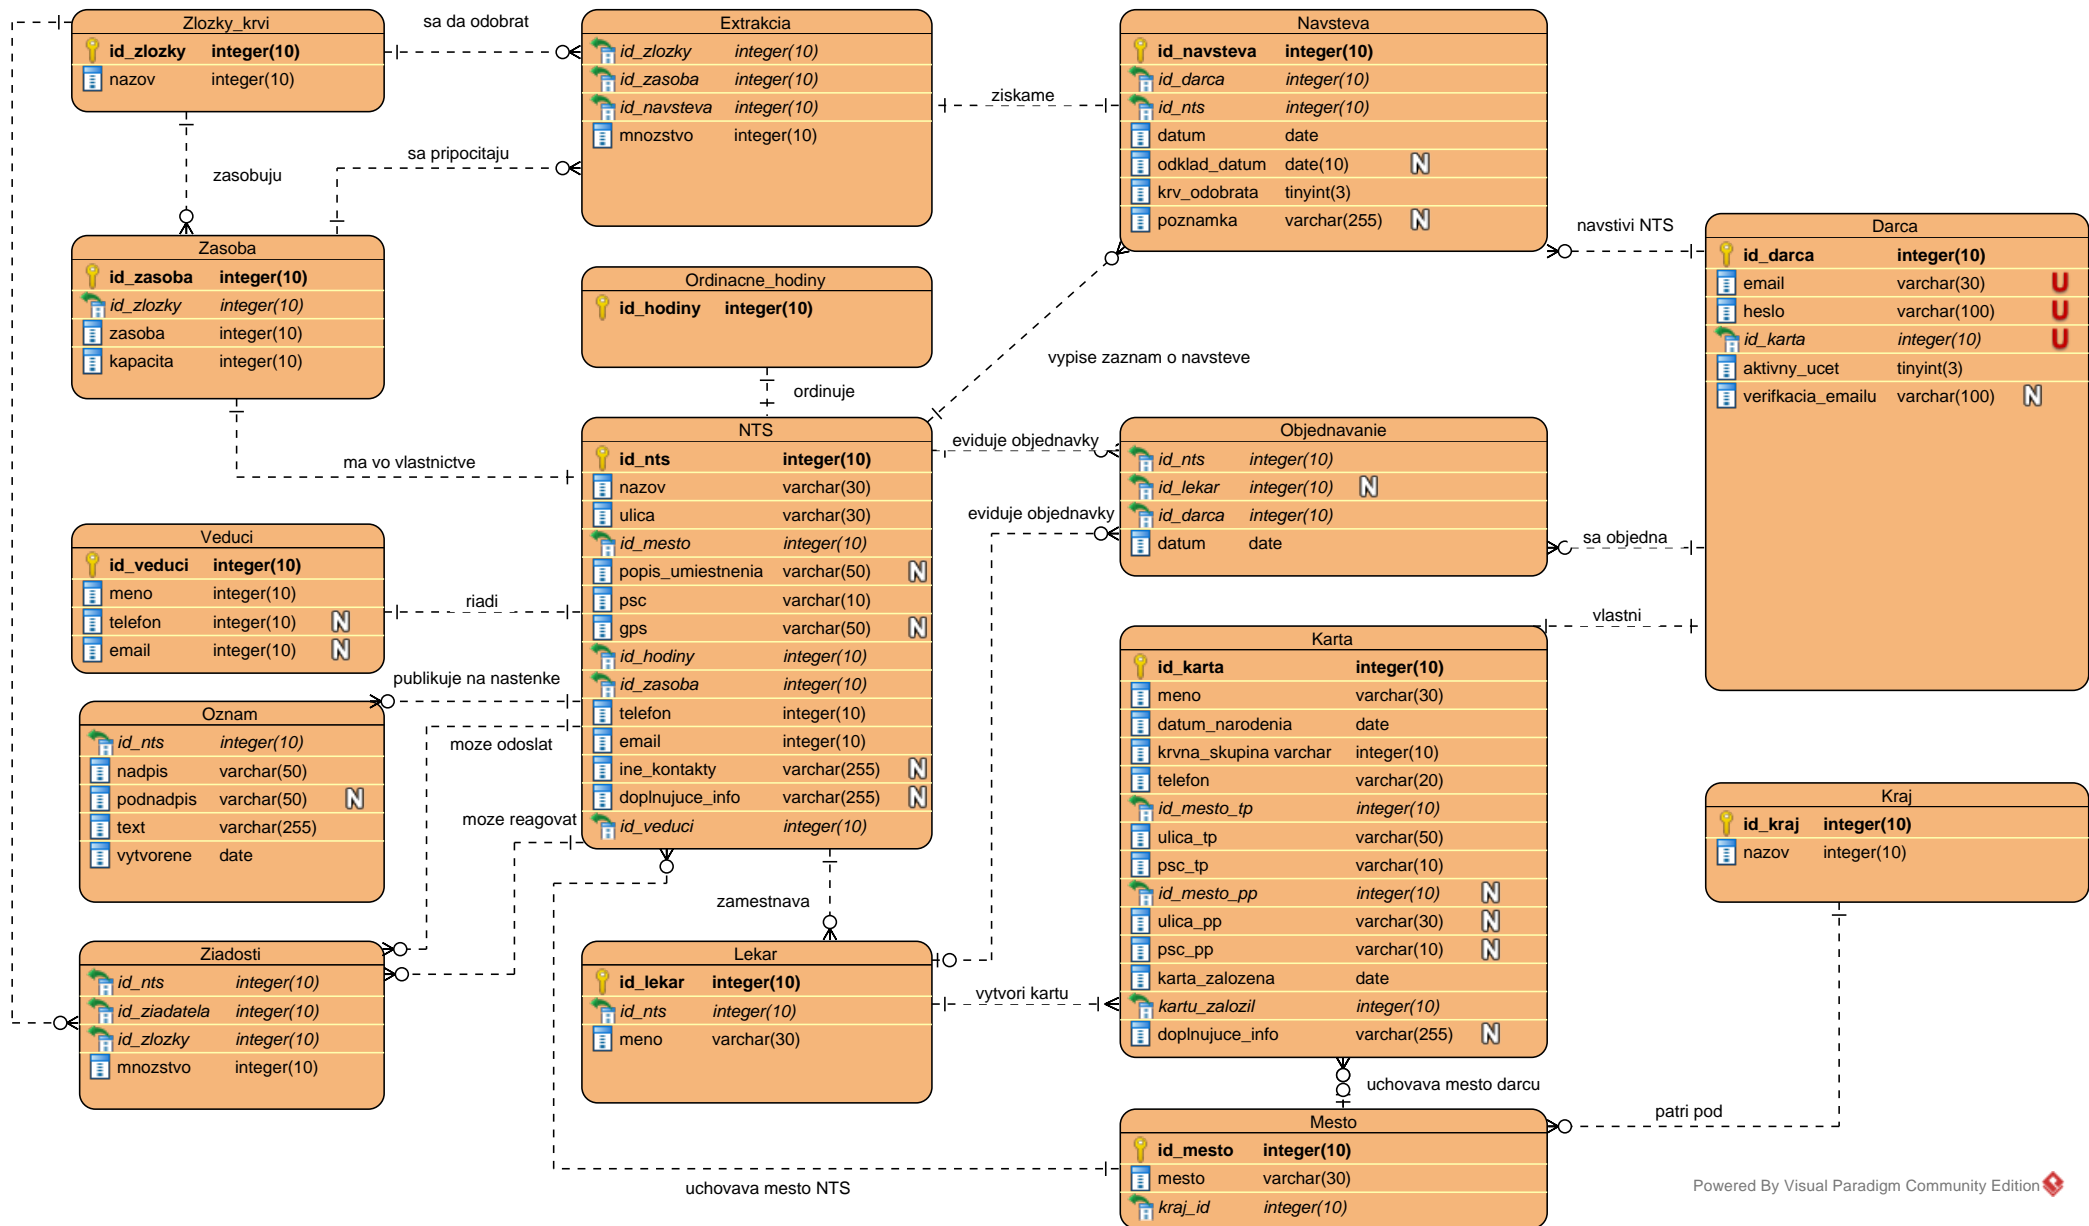 Zlozky_krvi
id_zlozky integer(10)
nazov integer(10)
sa da odobrat
Extrakcia
id_zlozky integer(10)
id_zasoba integer(10)
id_navsteva integer(10)
mnozstvo integer(10)
ziskame
Navsteva
id_navsteva integer(10)
id_darca integer(10)
id_nts integer(10)
datum date
odklad_datum date(10) N
krv_odobrata tinyint(3)
poznamka varchar(255) N
zasobuju
sa pripocitaju
navstivi NTS
Darca
id_darca integer(10)
email varchar(30) U
heslo varchar(100) U
id_karta integer(10) U
aktivny_ucet tinyint(3)
verifkacia_emailu varchar(100) N
Zasoba
id_zasoba integer(10)
id_zlozky integer(10)
zasoba integer(10)
kapacita integer(10)
Ordinacne_hodiny
id_hodiny integer(10)
ordinuje
vypise zaznam o navsteve
ma vo vlastnictve
NTS
id_nts integer(10)
nazov varchar(30)
ulica varchar(30)
id_mesto integer(10)
popis_umiestnenia varchar(50) N
psc varchar(10)
gps varchar(50) N
id_hodiny integer(10)
id_zasoba integer(10)
telefon integer(10)
email integer(10)
ine_kontakty varchar(255) N
doplnujuce_info varchar(255) N
id_veduci integer(10)
eviduje objednavky
eviduje objednavky
Objednavanie
id_nts integer(10)
id_lekar integer(10) N
id_darca integer(10)
datum date
sa objedna
vlastni
Veduci
id_veduci integer(10)
meno integer(10)
telefon integer(10) N
email integer(10) N
riadi
publikuje na nastenke
moze odoslat
moze reagovat
Oznam
id_nts integer(10)
nadpis varchar(50)
podnadpis varchar(50) N
text varchar(255)
vytvorene date
Karta
id_karta integer(10)
meno varchar(30)
datum_narodenia date
krvna_skupina varchar integer(10)
telefon varchar(20)
id_mesto_tp integer(10)
ulica_tp varchar(50)
psc_tp varchar(10)
id_mesto_pp integer(10) N
ulica_pp varchar(30) N
psc_pp varchar(10) N
karta_zalozena date
kartu_zalozil integer(10)
doplnujuce_info varchar(255) N
Kraj
id_kraj integer(10)
nazov integer(10)
zamestnava
Ziadosti
id_nts integer(10)
id_ziadatela integer(10)
id_zlozky integer(10)
mnozstvo integer(10)
Lekar
id_lekar integer(10)
id_nts integer(10)
meno varchar(30)
vytvori kartu
uchovava mesto darcu
patri pod
uchovava mesto NTS
Mesto
id_mesto integer(10)
mesto varchar(30)
kraj_id integer(10)
Powered By Visual Paradigm Community Edition